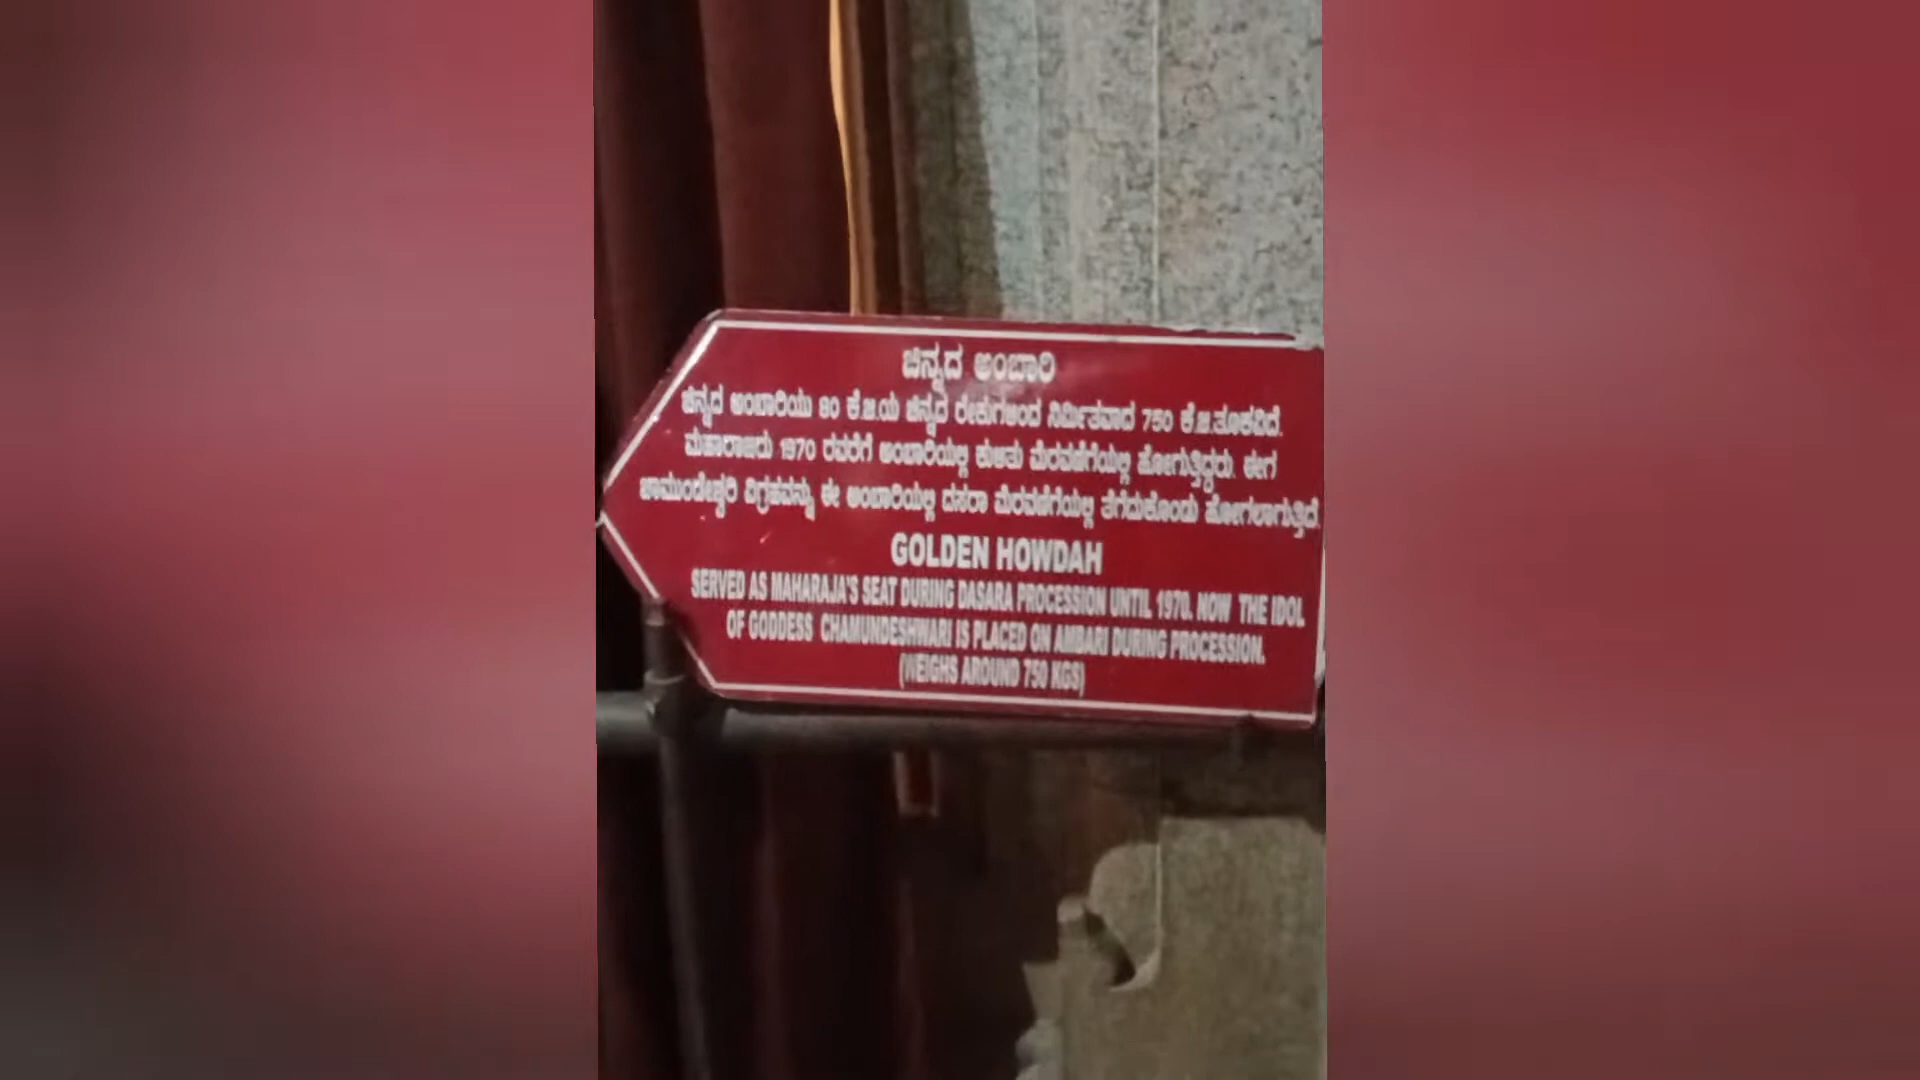 ಚಿನ್ನದ ಅಂಬಾರಿ
ಚಿನ್ನದ ಅಂಬಾರಿಯು 80 ಕೆ.ಜಿ.ಯ ಚಿನ್ನದ ರೇಕುಗಳಿಂದ ನಿರ್ಮಿತವಾದ 750 ಕೆ.ಜಿ.ತೂಕವಿದೆ.
ಮಹಾರಾಜರು 1970 ರವರೆಗೆ ಅಂಬಾರಿಯಲ್ಲಿ ಕುಳಿತು ಮೆರವಣಿಗೆಯಲ್ಲಿ ಹೋಗುತ್ತಿದ್ದರು. ಈಗ
ಚಾಮುಂಡೇಶ್ವರಿ ವಿಗ್ರಹವನ್ನು ಈ ಅಂಬಾರಿಯಲ್ಲಿ ದಸರಾ ಮೆರವಣಿಗೆಯಲ್ಲಿ ತೆಗೆದುಕೊಂಡು ಹೋಗಲಾಗುತ್ತಿದೆ.
GOLDEN HOWDAH
SERVED AS MAHARAJA'S SEAT DURING DASARA PROCESSION UNTIL 1970. NOW THE IDOL
OF GODDESS CHAMUNDESHWARI IS PLACED ON AMBARI DURING PROCESSION.
(WEIGHS AROUND 750 KGS)